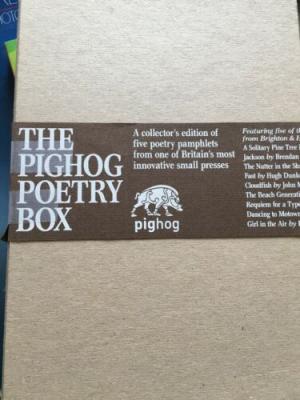 THE
PIGHOG
POETRY
BOX
A collector's edition of
five poetry pamphlets
from one of Britain's most
innovative small presses
pighog
Featuring five of
from Brighton &
A Solitary Pine Tree
Jackson by Brendan
The Nutter in the
Fast by Hugh
Cloudfish by John
The Beach
Requiem for a
Dancing to
Girl in the Air by